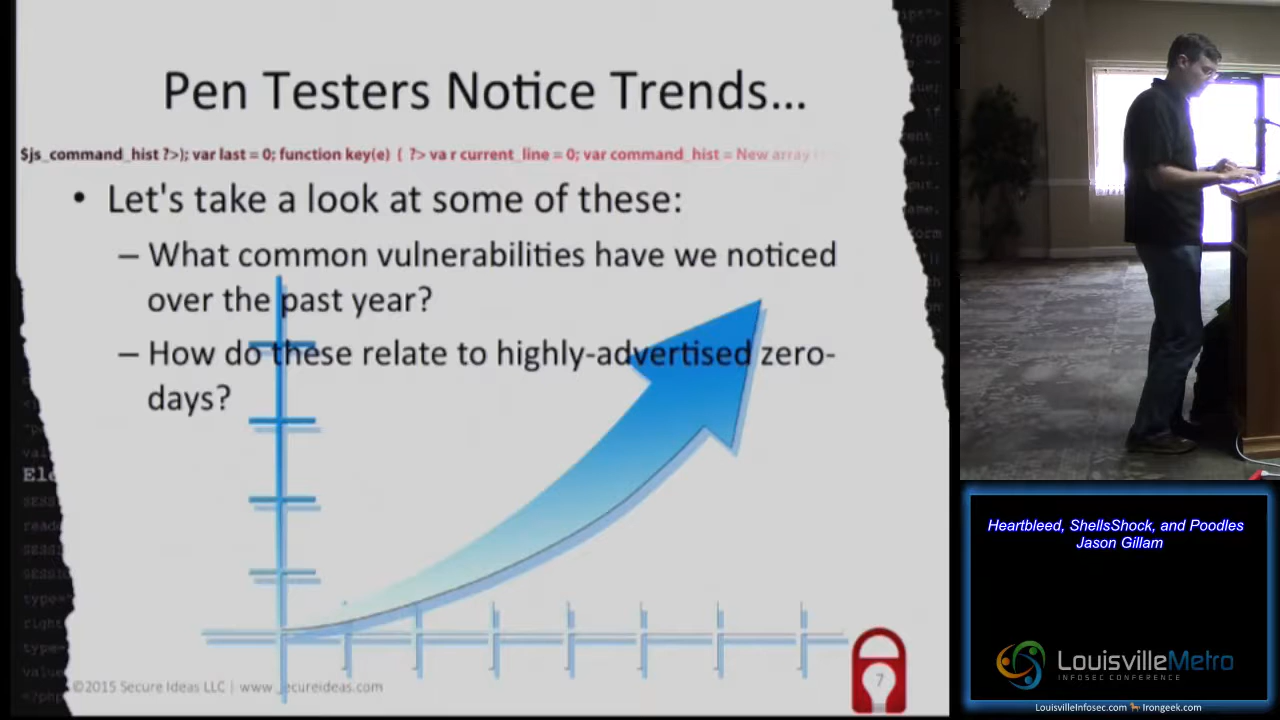 Pen Testers Notice Trends...
$js_command_hist ?>); var last = 0; function key(e) { ?> va r current_line = 0; var command_hist = New array
• Let's take a look at some of these:
– What common vulnerabilities have we noticed
over the past year?
– How do these relate to highly-advertised zero-
days?
©2015 Secure Ideas LLC | www.secureideas.com
7
Heartbleed, ShellsShock, and Poodles
Jason Gillam
LouisvilleMetro
INFOSEC CONFERENCE
LouisvilleInfosec.com Irongeek.com